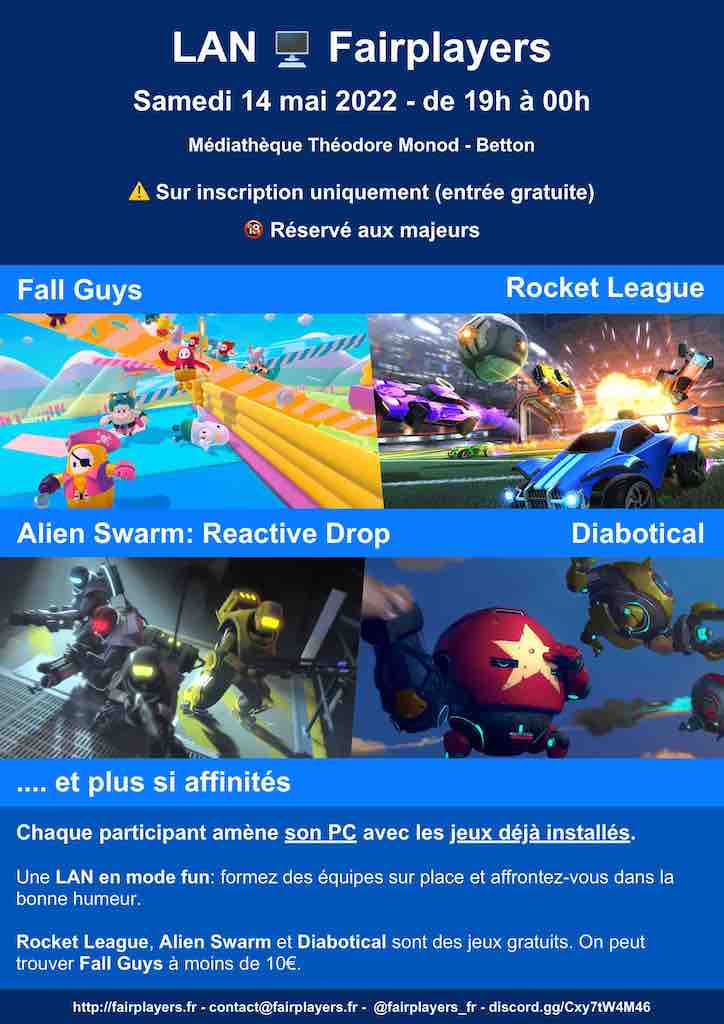 LAN 🖥️ Fairplayers
Samedi 14 mai 2022 - de 19h à 00h
Médiathèque Théodore Monod - Betton
⚠️ Sur inscription uniquement (entrée gratuite)
🔞 Réservé aux majeurs
Fall Guys
Rocket League
Alien Swarm: Reactive Drop
Diabotical
.... et plus si affinités
Chaque participant amène son PC avec les jeux déjà installés.
Une LAN en mode fun: formez des équipes sur place et affrontez-vous dans la
bonne humeur.
Rocket League, Alien Swarm et Diabotical sont des jeux gratuits. On peut
trouver Fall Guys à moins de 10€.
http://fairplayers.fr - contact@fairplayers.fr - @fairplayers_fr - discord.gg/Cxy7tW4M46